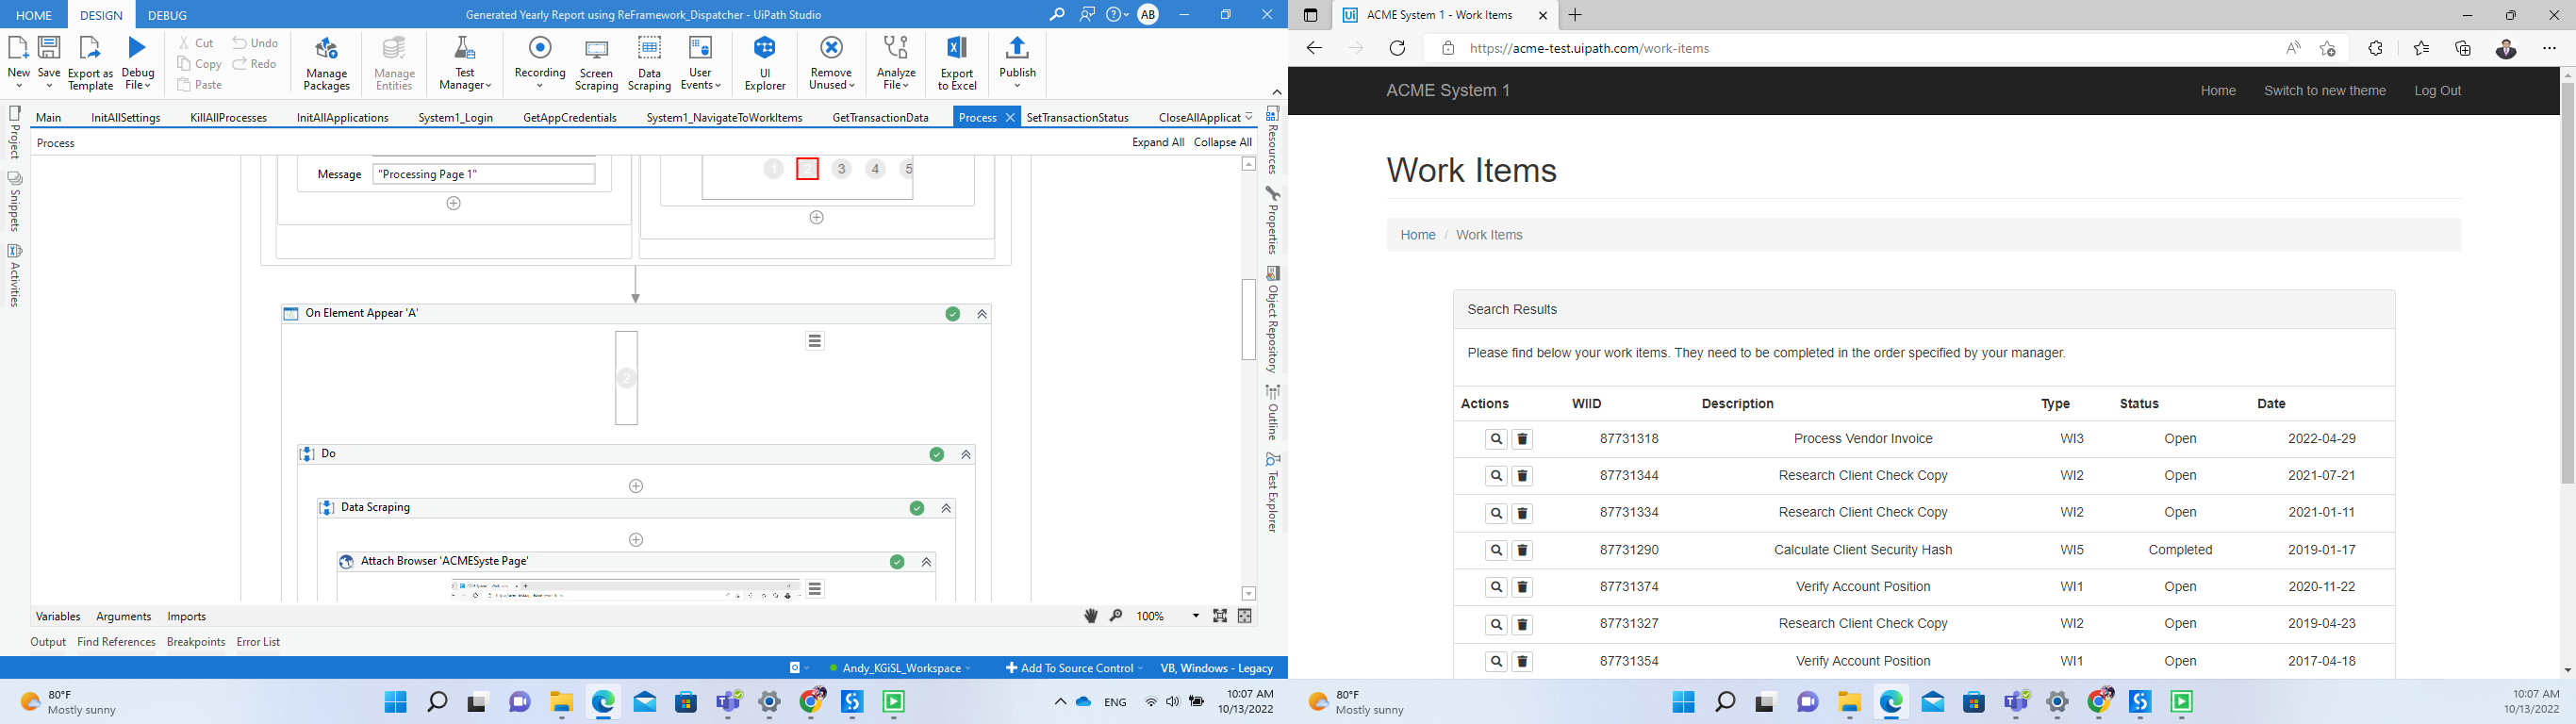 HOME DESIGN DEBUG Generated Yearly Report using ReFramework_Dispatcher - UiPath Studio AB
New Save Export as Template Debug File Cut Copy Paste Undo Redo Manage Packages Manage Entities Test Manager Recording Screen Scraping Data Scraping User Events UI Explorer Remove Unused Analyze File Export to Excel Publish
Main InitAllSettings KillAllProcesses InitAllApplications System1_Login GetAppCredentials System1_NavigateToWorkItems GetTransactionData Process SetTransactionStatus CloseAllApplicat
Process Expand All Collapse All
Project
Snippets
Activities
Message "Processing Page 1"
1 2 3 4 5
On Element Appear 'A'
2
Do
Data Scraping
Attach Browser 'ACMESyste Page'
Resources
Properties
Object Repository
Outline
Test Explorer
Variables Arguments Imports 100%
Output Find References Breakpoints Error List
Andy_KGiSL_Workspace Add To Source Control VB, Windows - Legacy
80°F
Mostly sunny
ENG
10:07 AM
10/13/2022
Ui ACME System 1 - Work Items
https://acme-test.uipath.com/work-items
ACME System 1 Home Switch to new theme Log Out
Work Items
Home / Work Items
Search Results
Please find below your work items. They need to be completed in the order specified by your manager.
Actions WIID Description Type Status Date
87731318 Process Vendor Invoice WI3 Open 2022-04-29
87731344 Research Client Check Copy WI2 Open 2021-07-21
87731334 Research Client Check Copy WI2 Open 2021-01-11
87731290 Calculate Client Security Hash WI5 Completed 2019-01-17
87731374 Verify Account Position WI1 Open 2020-11-22
87731327 Research Client Check Copy WI2 Open 2019-04-23
87731354 Verify Account Position WI1 Open 2017-04-18
80°F
Mostly sunny
10:07 AM
10/13/2022